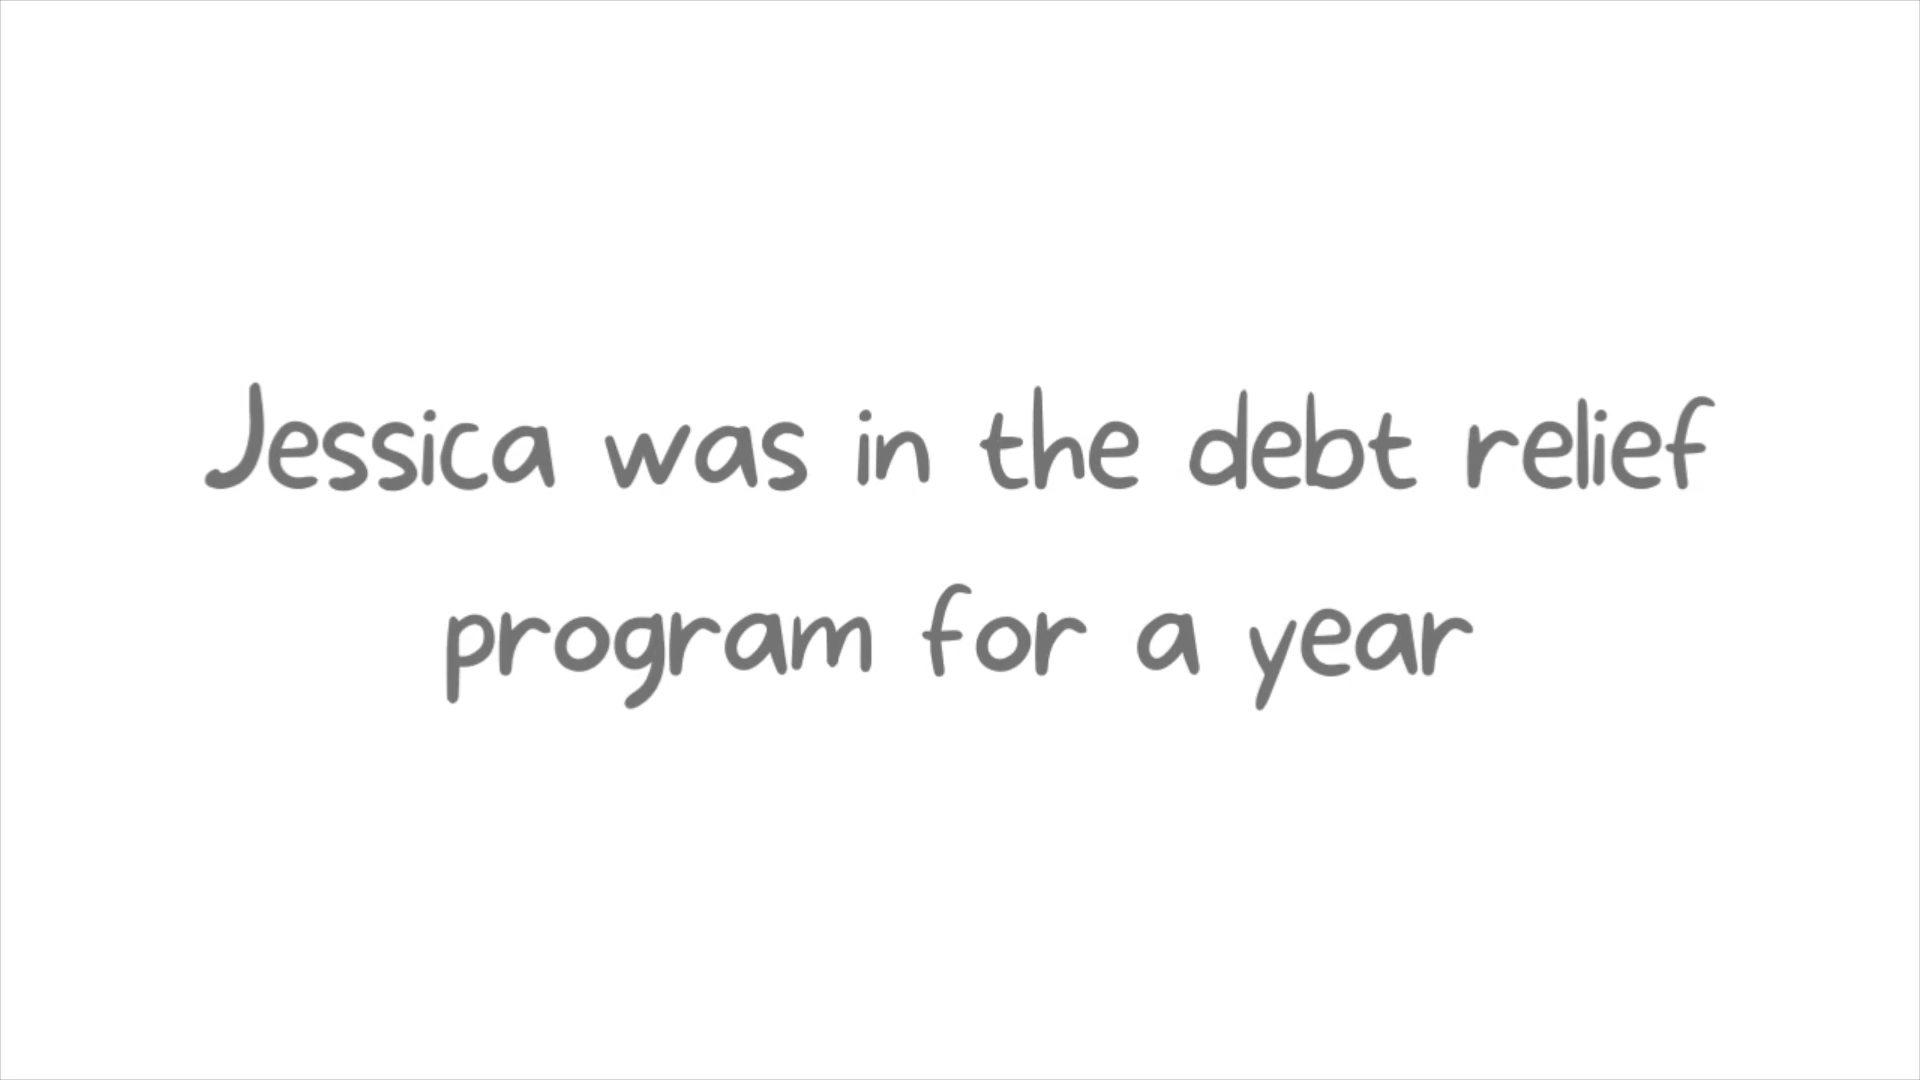 Jessica was in the debt relief
program for a year